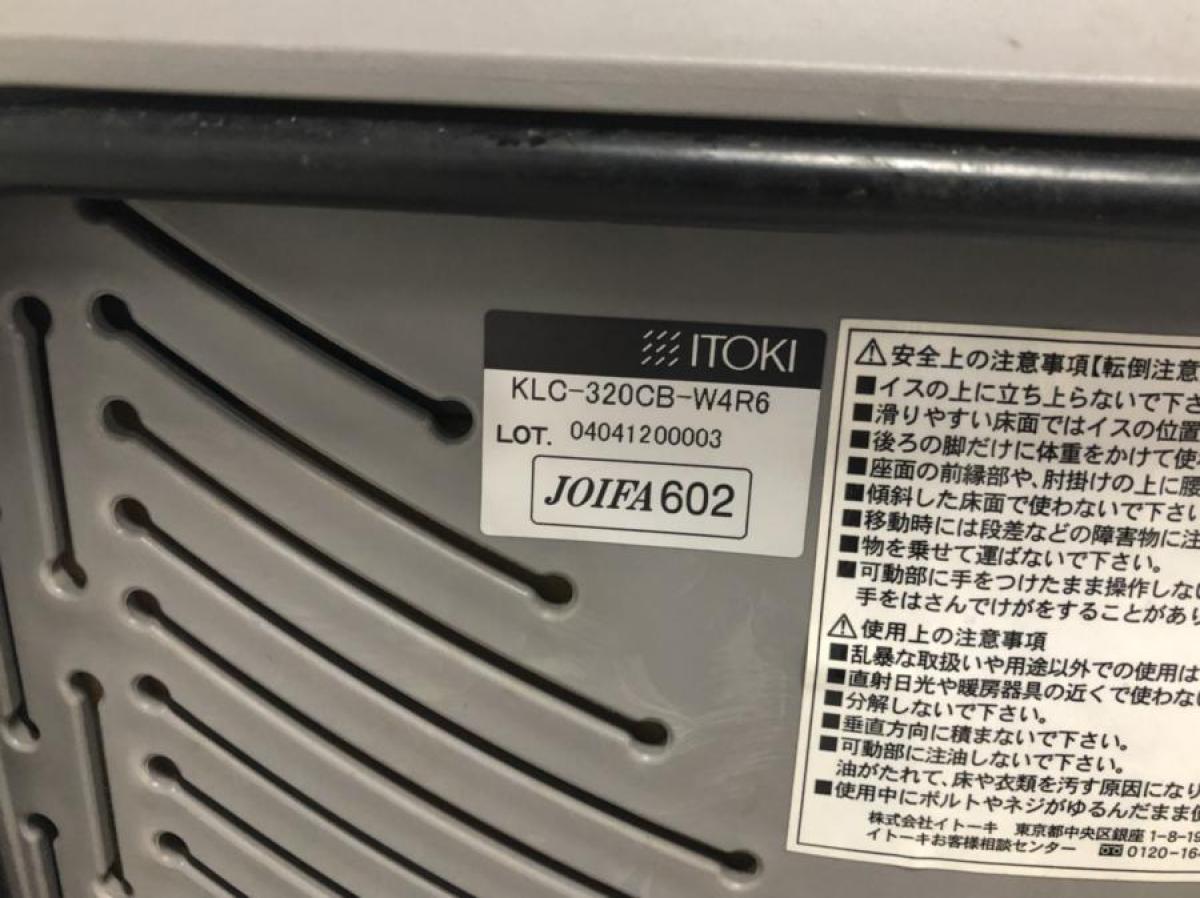 ITOKI
KLC-320CB-W4R6
LOT. 04041200003
JOIFA602
⚠安全上の注意事項【転倒注意
■イスの上に立ち上らないで下さ
■滑りやすい床面ではイスの位置
■後ろの脚だけに体重をかけて使
■座面の前縁部や、肘掛けの上に腰
■傾斜した床面で使わないで下さい
■移動時には段差などの障害物に注
■物を乗せて運ばないで下さい。
■可動部に手をつけたまま操作しな
手をはさんでけがをすることがあり
⚠使用上の注意事項
■乱暴な取扱いや用途以外での使用は
■直射日光や暖房器具の近くで使わな
■分解しないで下さい。
■垂直方向に積まないで下さい。
■可動部に注油しないで下さい。
油がたれて、床や衣類を汚す原因になり
■使用中にボルトやネジがゆるんだまま
株式会社イトーキ 東京都中央区銀座1-8-19
イトーキお客様相談センター 0120-16